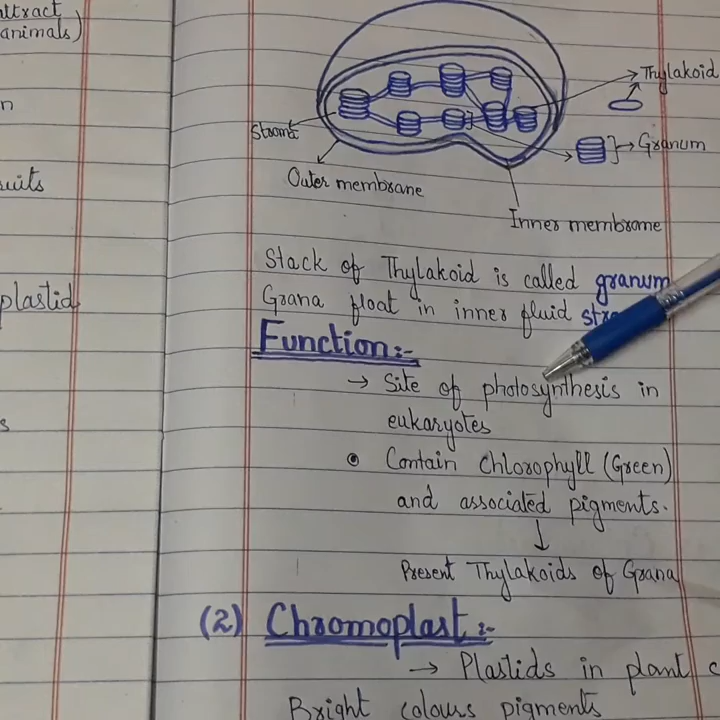 attract
animals)
n
uits
plastid
s
Thylakoid
Stroma
}→Granum
Outer membrane
Inner membrane
Stack of Thylakoid is called granum
Grana float in inner fluid
Function:-
→ Site of photosynthesis in
eukaryotes
• Contain Chlorophyll (Green)
and associated pigments.
↓
Present Thylakoids of Grana
(2) Chromoplast:-
→ Plastids in plant c
Bright colours pigments